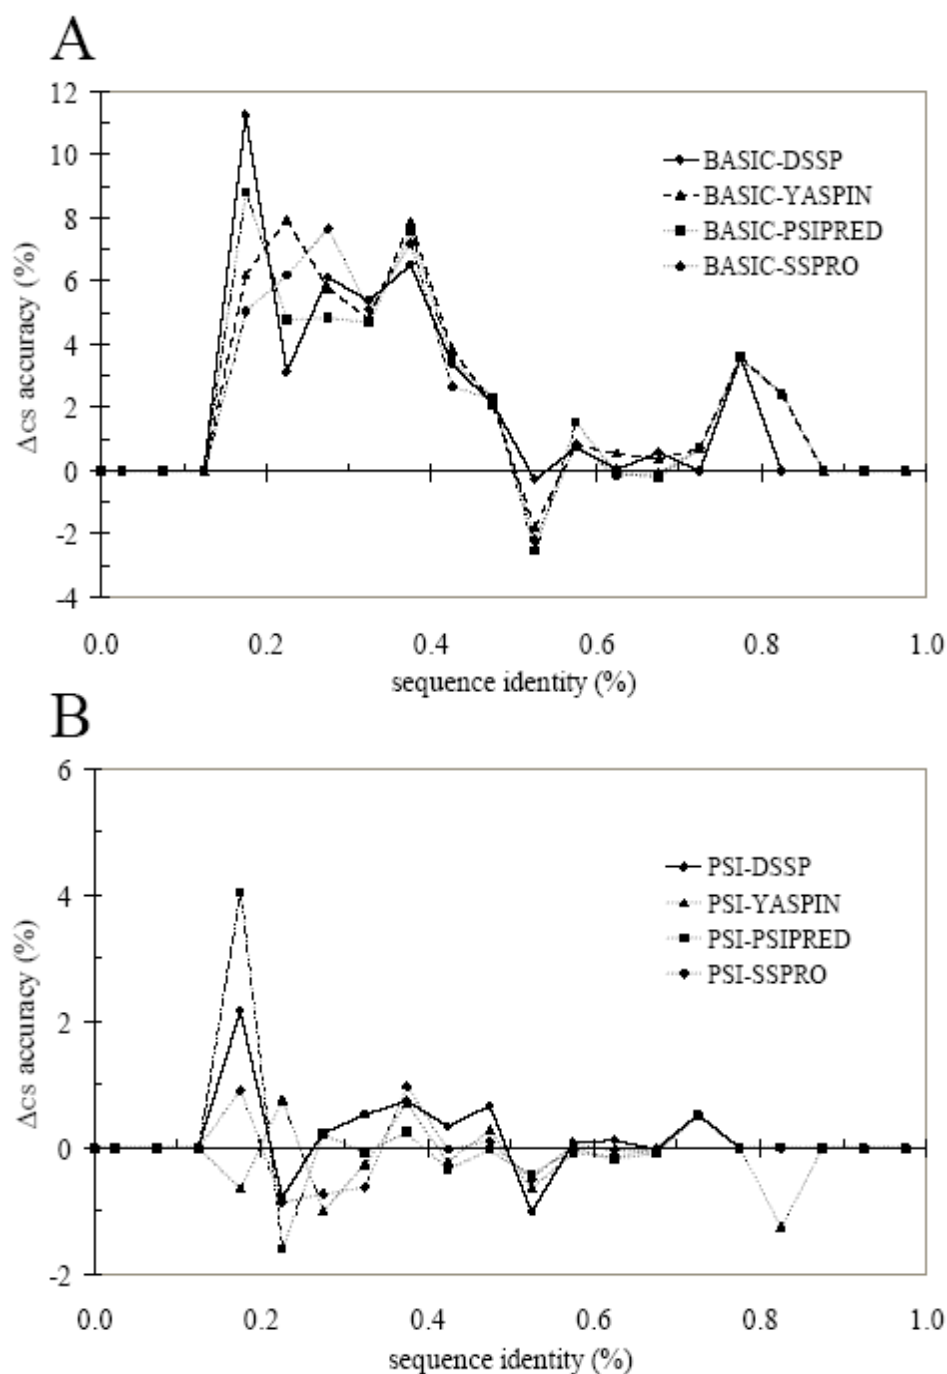 A
12
10
8
6
4
2
0
-2
-4
Δcs accuracy (%)
BASIC-DSSP
BASIC-YASPIN
BASIC-PSIPRED
BASIC-SSPRO
0.0 0.2 0.4 0.6 0.8 1.0
sequence identity (%)
B
6
4
2
0
-2
Δcs accuracy (%)
PSI-DSSP
PSI-YASPIN
PSI-PSIPRED
PSI-SSPRO
0.0 0.2 0.4 0.6 0.8 1.0
sequence identity (%)